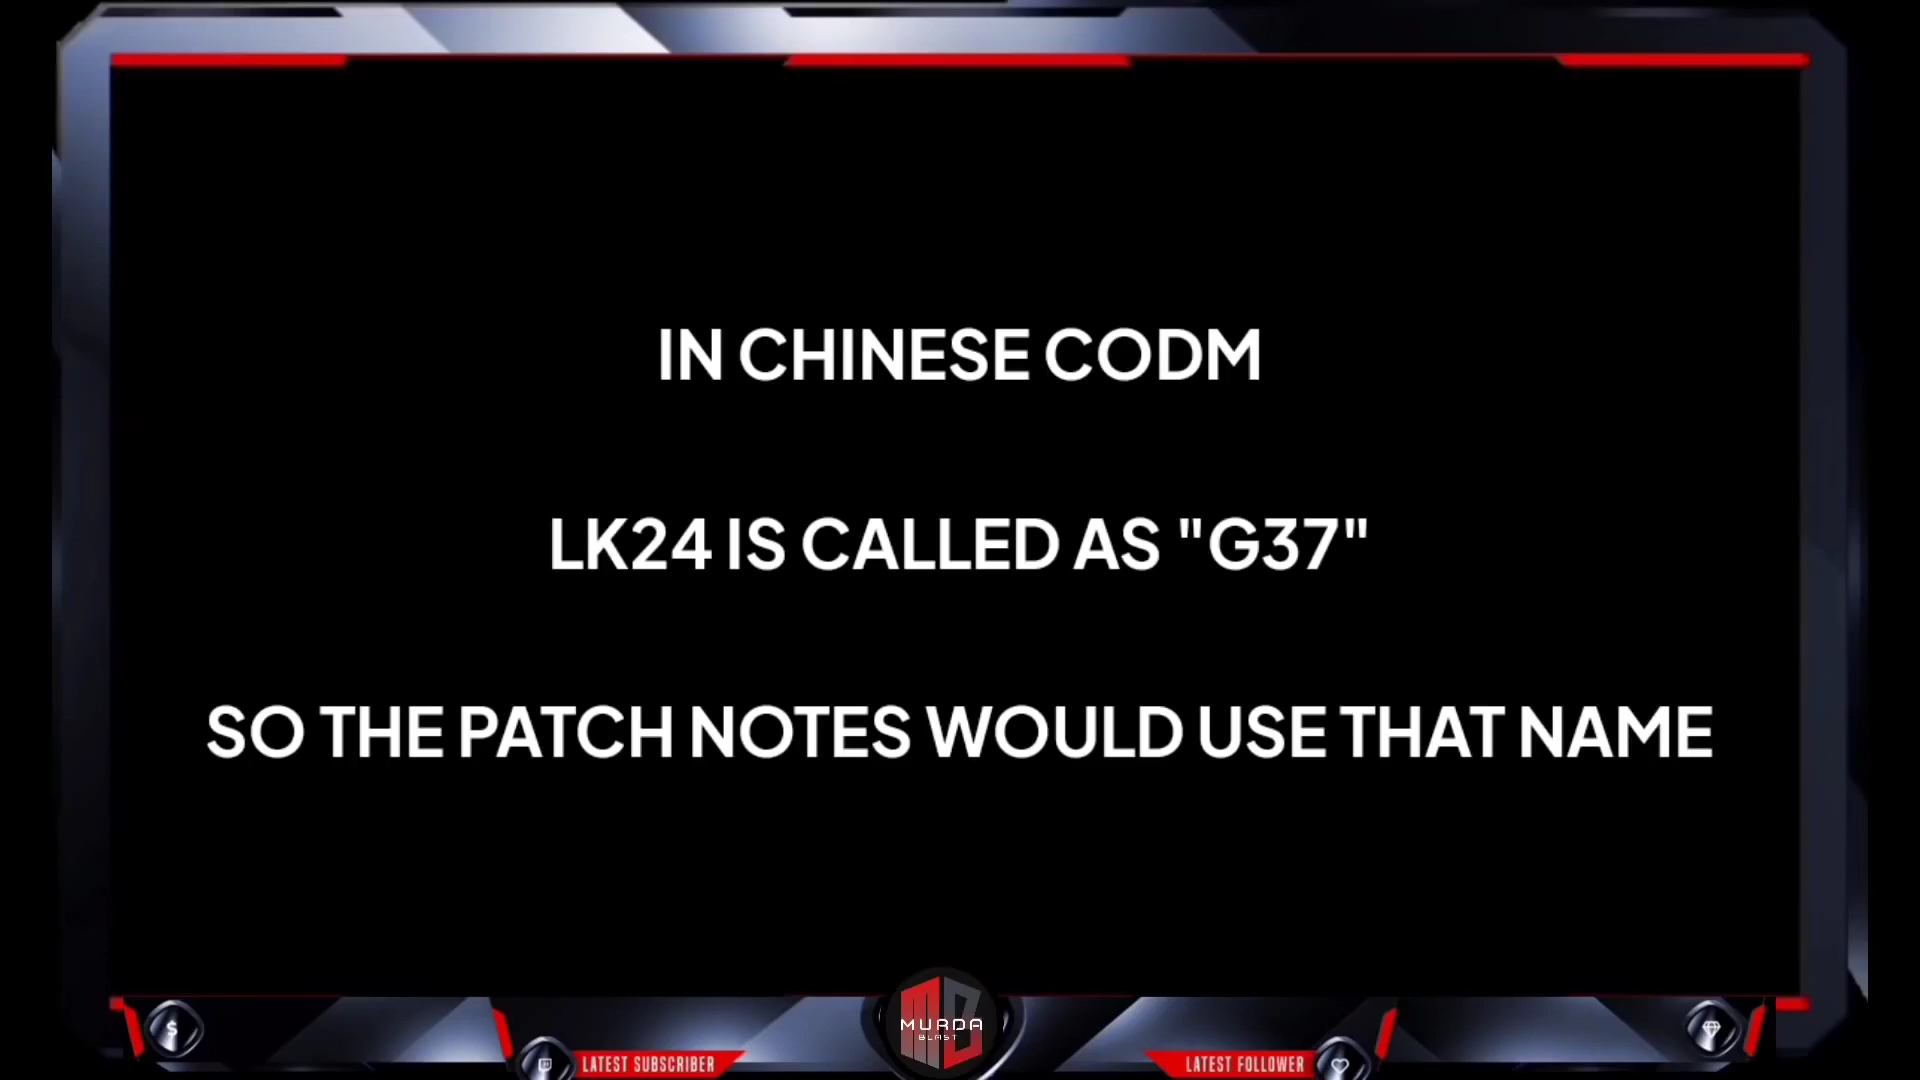 IN CHINESE CODM
LK24 IS CALLED AS "G37"
SO THE PATCH NOTES WOULD USE THAT NAME
$
MURDA
BLAST
LATEST SUBSCRIBER
LATEST FOLLOWER